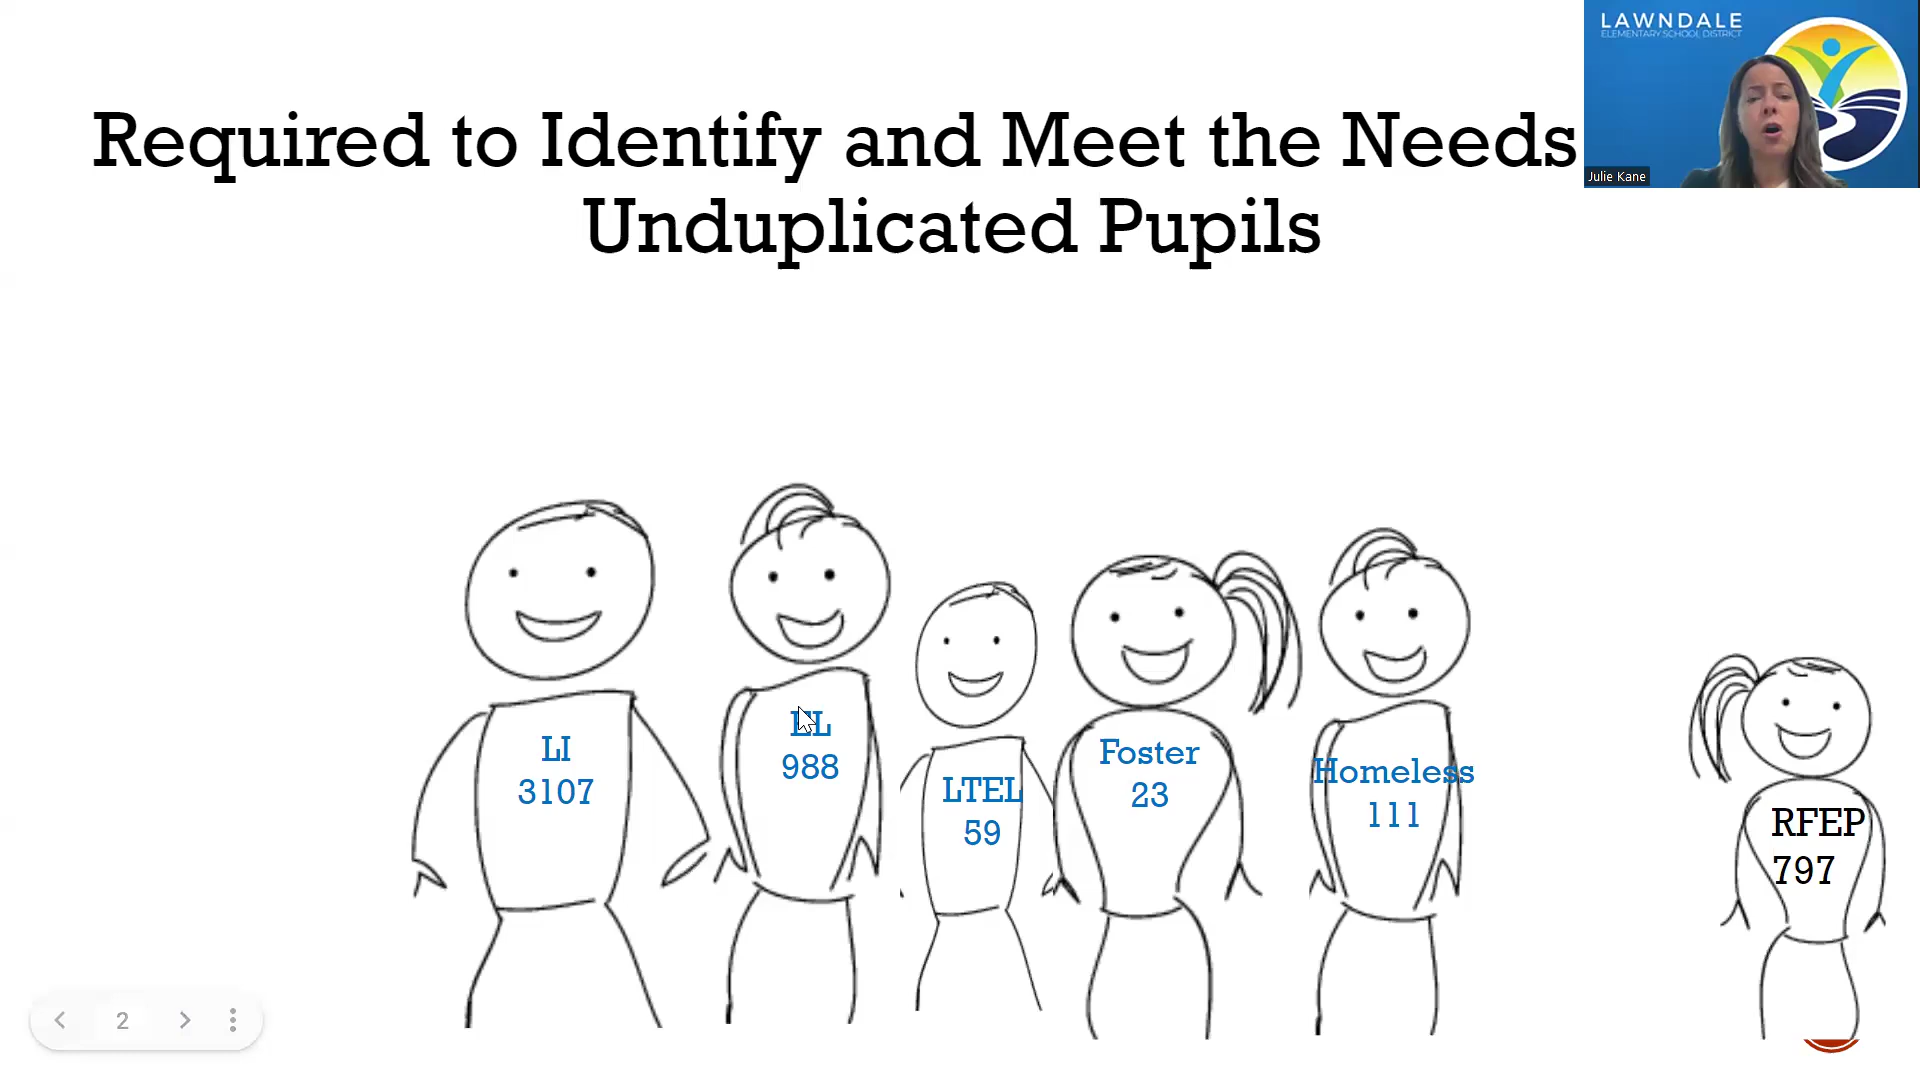 LAWNDALE
ELEMENTARY SCHOOL DISTRICT
Julie Kane
Required to Identify and Meet the Needs
Unduplicated Pupils
LI
3107
EL
988
LTEL
59
Foster
23
Homeless
111
RFEP
797
2